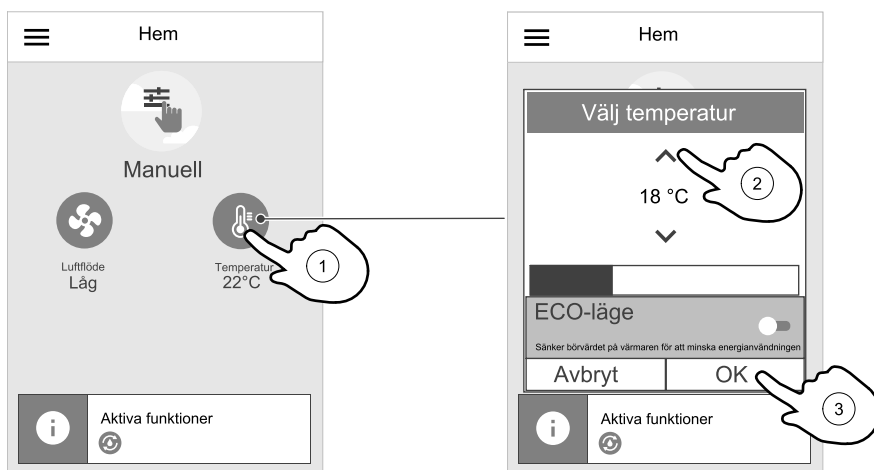 Hem
Manuell
Luftflöde
Låg
Temperatur
22°C
1
Aktiva funktioner
i
Hem
Välj temperatur
18 °C
2
ECO-läge
Sänker börvärdet på värmaren för att minska energianvändningen
Avbryt
OK
3
Aktiva funktioner
i